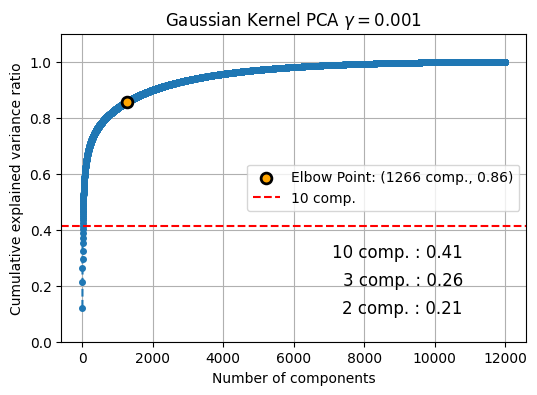 Gaussian Kernel PCA γ = 0.001
Cumulative explained variance ratio
1.0
0.8
0.6
0.4
0.2
0.0
Elbow Point: (1266 comp., 0.86)
10 comp.
10 comp. : 0.41
3 comp. : 0.26
2 comp. : 0.21
0 2000 4000 6000 8000 10000 12000
Number of components